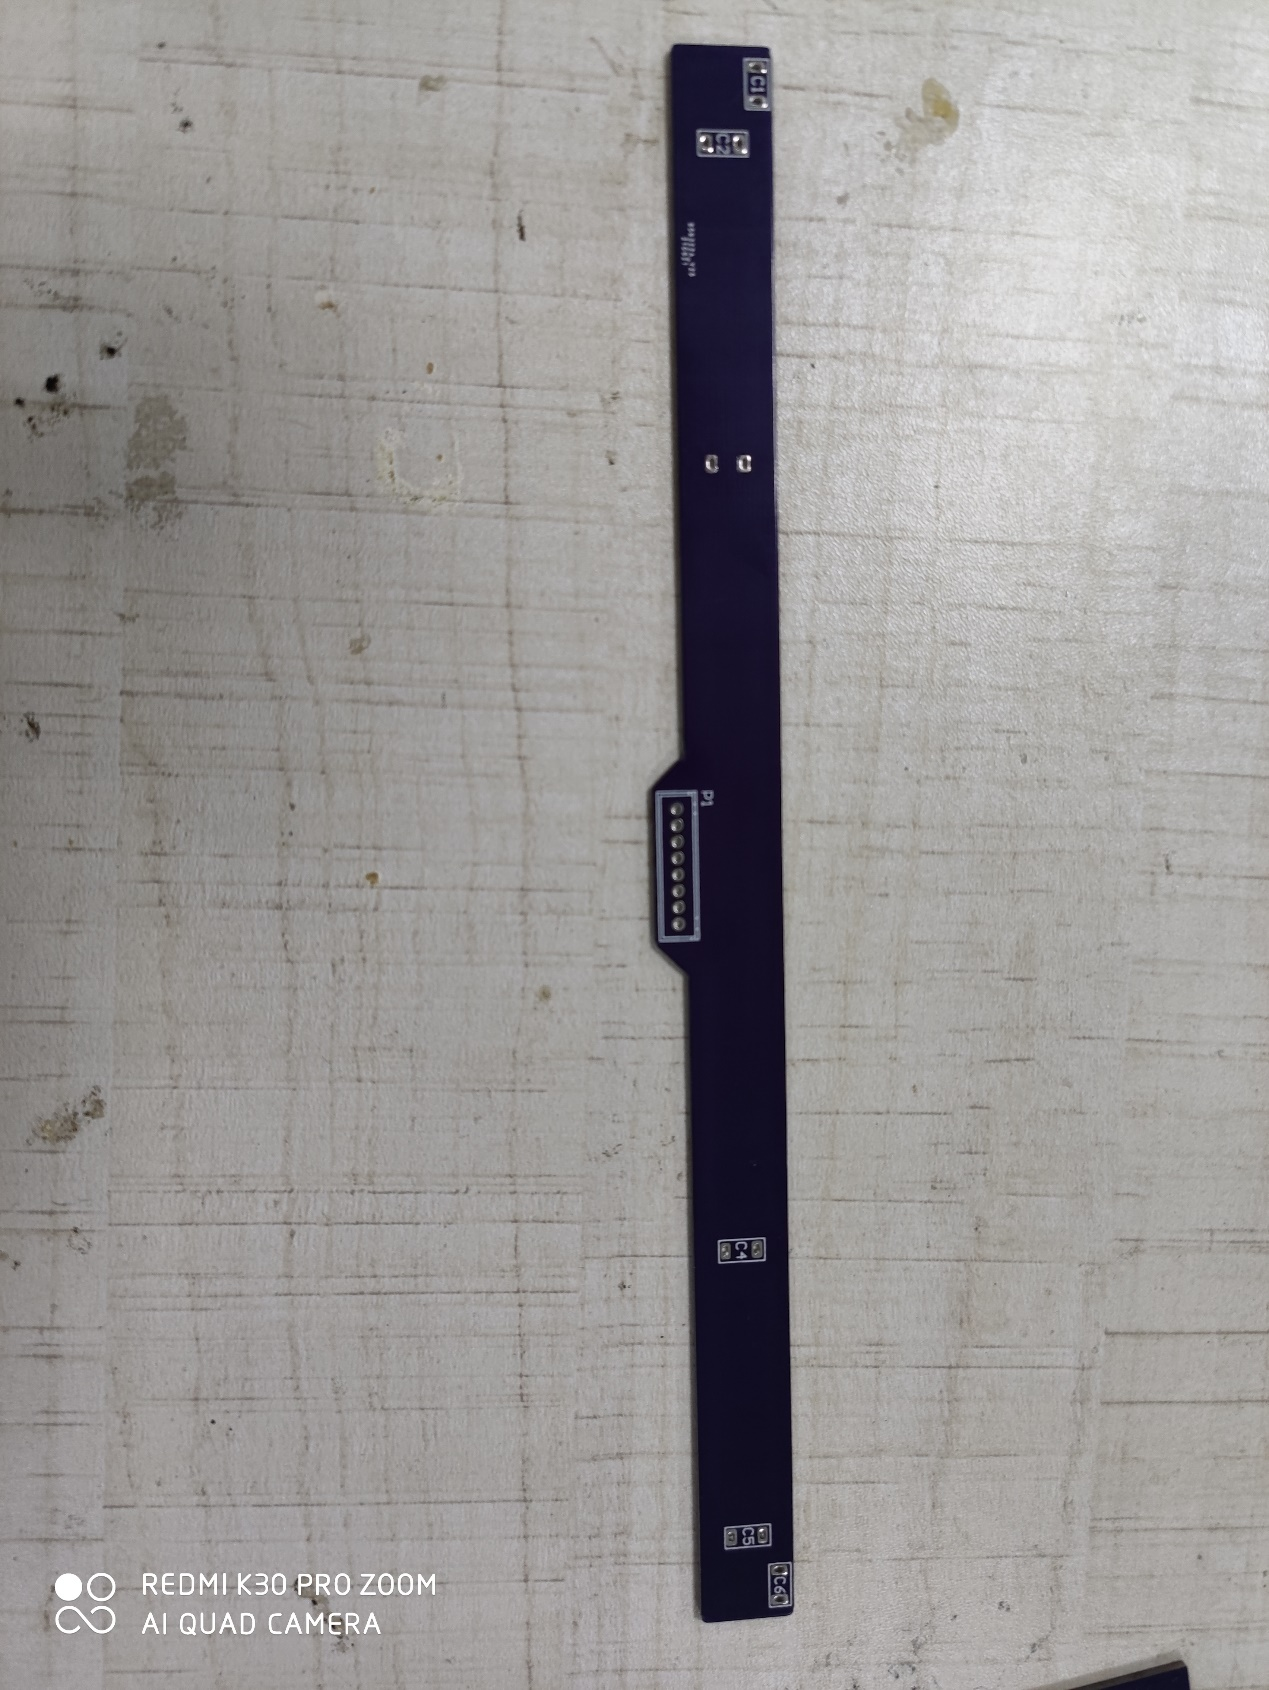 C1
C2
P1
C4
C5
C6
REDMI K30 PRO ZOOM
AI QUAD CAMERA